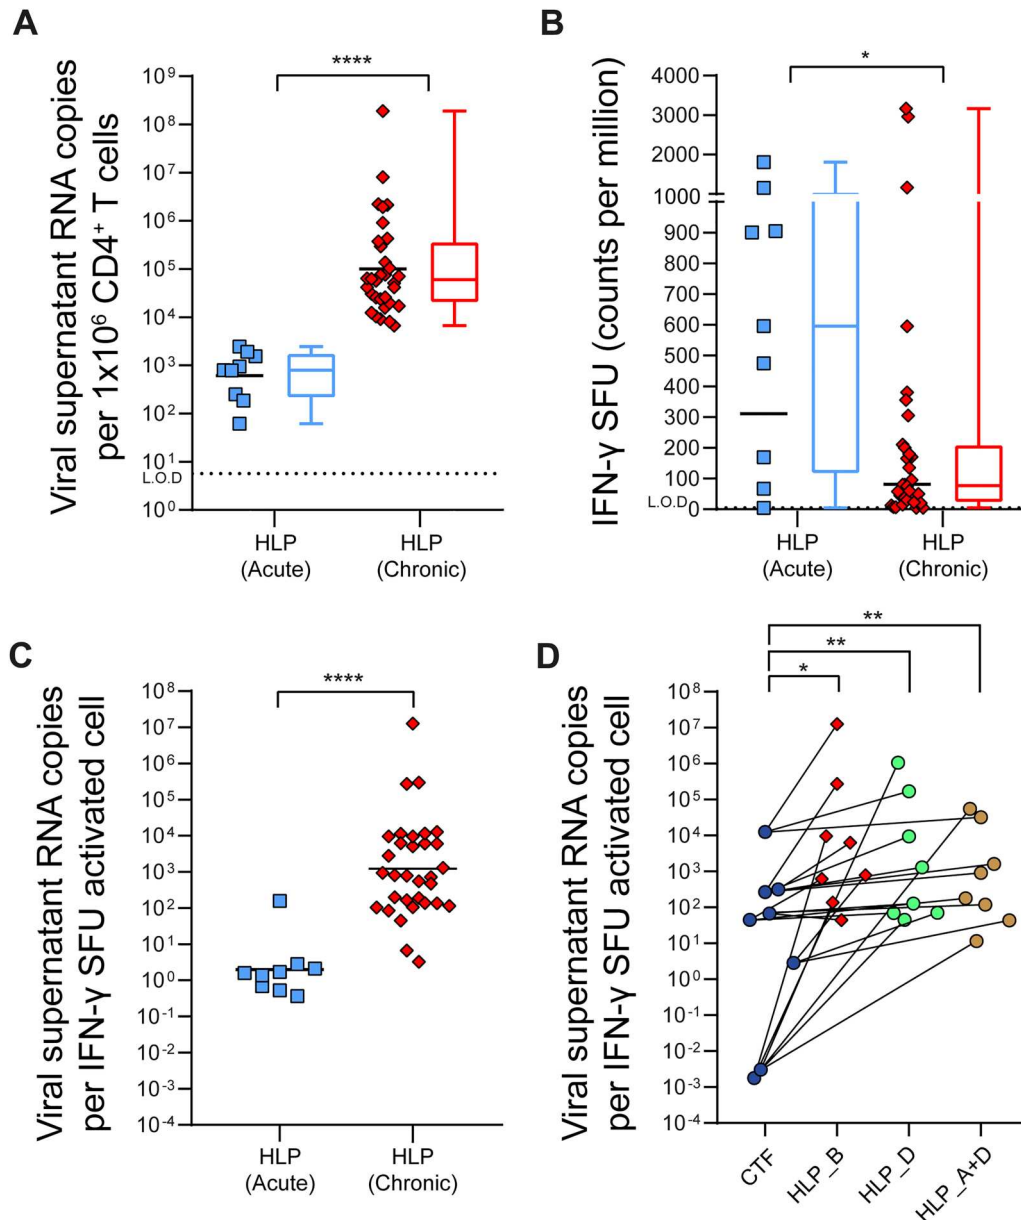 A
Viral supernatant RNA copies
per 1x10⁶ CD4⁺ T cells
****
10⁹
10⁸
10⁷
10⁶
10⁵
10⁴
10³
10²
10¹
L.O.D
10⁰
HLP
(Acute)
HLP
(Chronic)
B
IFN-γ SFU (counts per million)
*
4000
3000
2000
1000
900
800
700
600
500
400
300
200
100
L.O.D
0
HLP
(Acute)
HLP
(Chronic)
C
Viral supernatant RNA copies
per IFN-γ SFU activated cell
****
10⁸
10⁷
10⁶
10⁵
10⁴
10³
10²
10¹
10⁰
10⁻¹
10⁻²
10⁻³
10⁻⁴
HLP
(Acute)
HLP
(Chronic)
D
Viral supernatant RNA copies
per IFN-γ SFU activated cell
**
**
*
10⁸
10⁷
10⁶
10⁵
10⁴
10³
10²
10¹
10⁰
10⁻¹
10⁻²
10⁻³
10⁻⁴
CTF
HLP_B
HLP_D
HLP_A+D